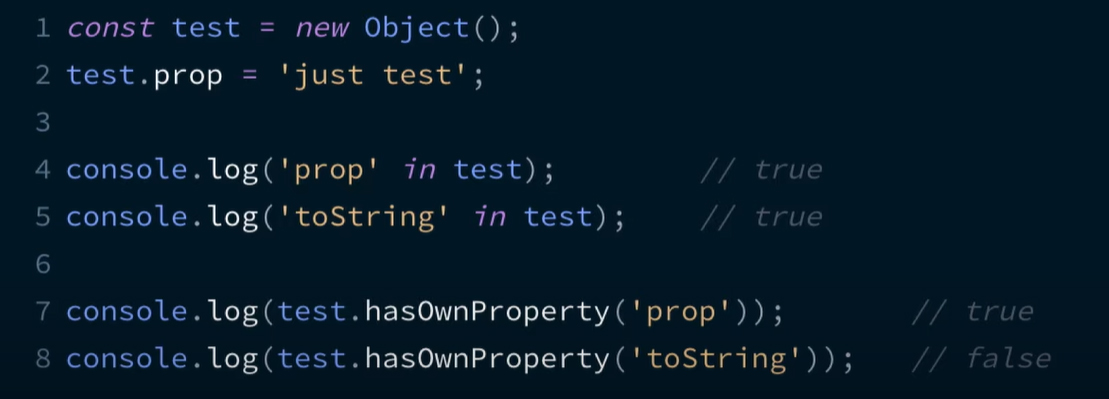 1 const test = new Object();
2 test.prop = 'just test';
3
4 console.log('prop' in test); // true
5 console.log('toString' in test); // true
6
7 console.log(test.hasOwnProperty('prop')); // true
8 console.log(test.hasOwnProperty('toString')); // false